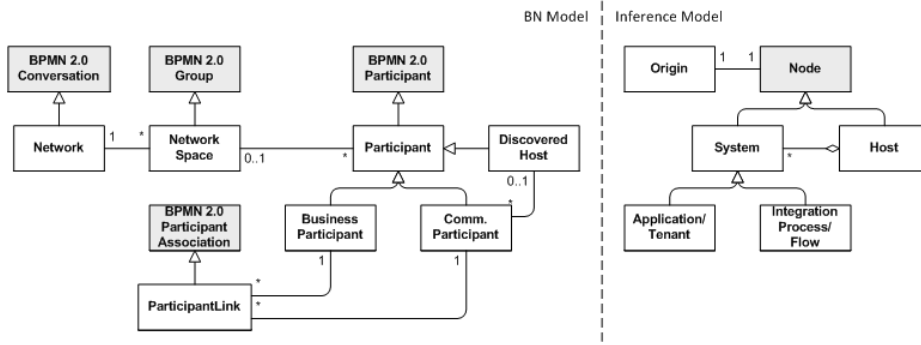 BN Model
Inference Model
BPMN 2.0
Conversation
BPMN 2.0
Group
BPMN 2.0
Participant
Origin
1
1
Node
Network
1
*
Network
Space
0..1
*
Participant
Discovered
Host
0..1
*
System
*
Host
BPMN 2.0
Participant
Association
Business
Participant
1
Comm.
Participant
1
Application/
Tenant
Integration
Process/
Flow
ParticipantLink
*
*